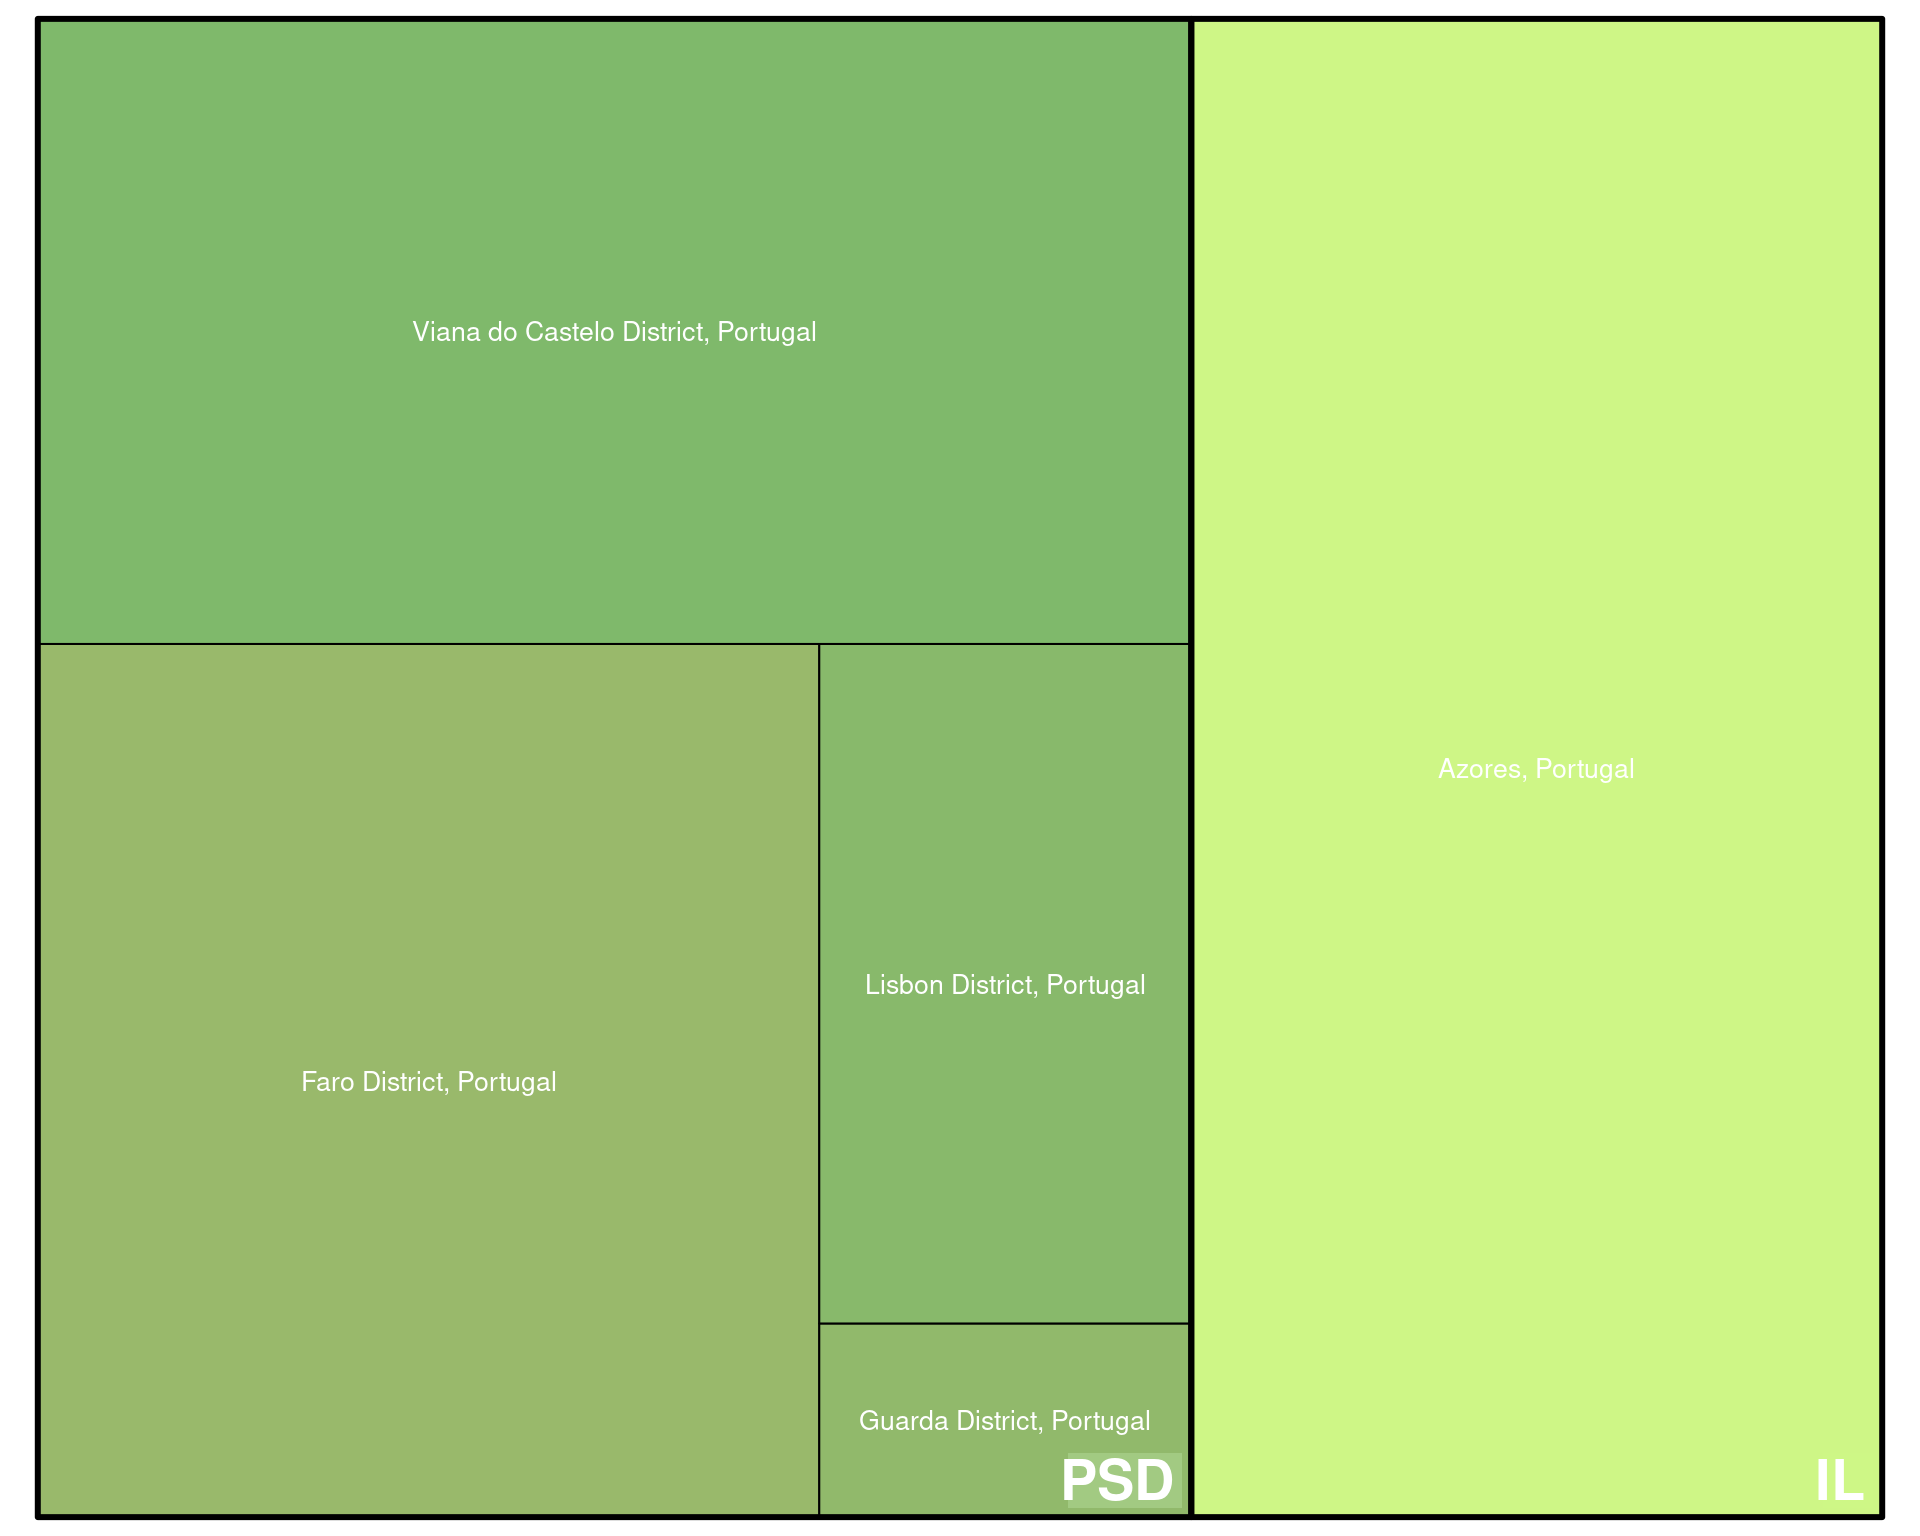 Viana do Castelo District, Portugal
Azores, Portugal
Lisbon District, Portugal
Faro District, Portugal
Guarda District, Portugal
PSD
IL